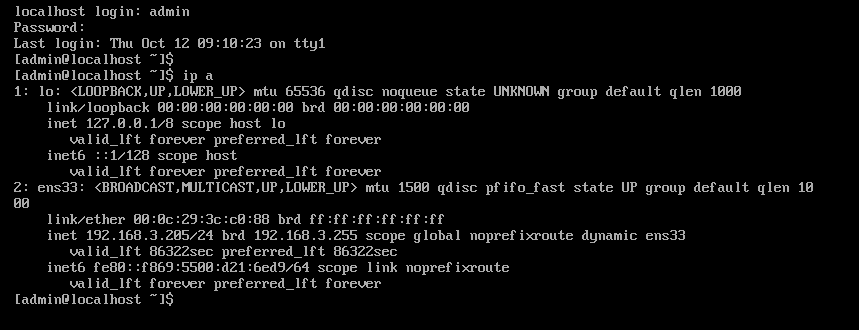 localhost login: admin
Password:
Last login: Thu Oct 12 09:10:23 on tty1
[admin@localhost ~]$
[admin@localhost ~]$ ip a
1: lo: <LOOPBACK,UP,LOWER_UP> mtu 65536 qdisc noqueue state UNKNOWN group default qlen 1000
    link/loopback 00:00:00:00:00:00 brd 00:00:00:00:00:00
    inet 127.0.0.1/8 scope host lo
       valid_lft forever preferred_lft forever
    inet6 ::1/128 scope host
       valid_lft forever preferred_lft forever
2: ens33: <BROADCAST,MULTICAST,UP,LOWER_UP> mtu 1500 qdisc pfifo_fast state UP group default qlen 10
00
    link/ether 00:0c:29:3c:c0:88 brd ff:ff:ff:ff:ff:ff
    inet 192.168.3.205/24 brd 192.168.3.255 scope global noprefixroute dynamic ens33
       valid_lft 86322sec preferred_lft 86322sec
    inet6 fe80::f869:5500:d21:6ed9/64 scope link noprefixroute
       valid_lft forever preferred_lft forever
[admin@localhost ~]$